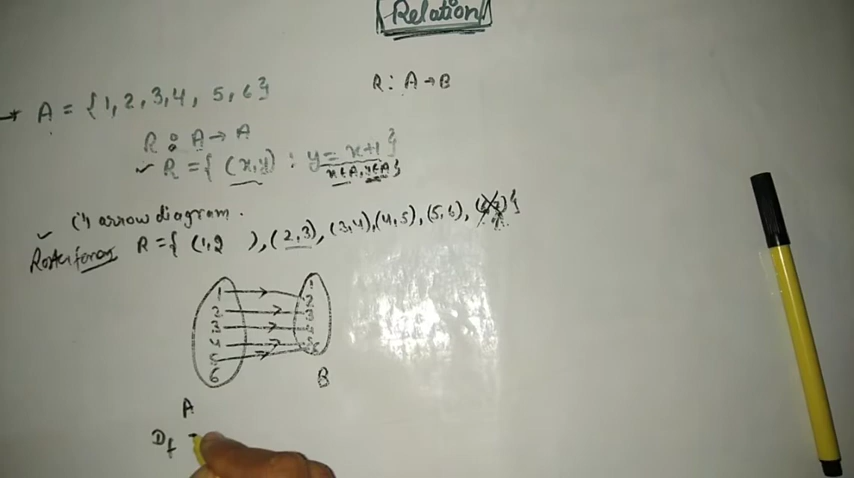 Relation
R : A → B
→ A = {1, 2, 3, 4, 5, 6}
R : A → A
✓ R = { (x, y) : y = x+1 }
x ∈ A, y ∈ A}
✓ (i) arrow diagram.
Roster form R = { (1, 2 ), (2, 3), (3, 4), (4, 5), (5, 6), }
1 1
2 2
3 3
4 4
5 5
6
B
A
Df